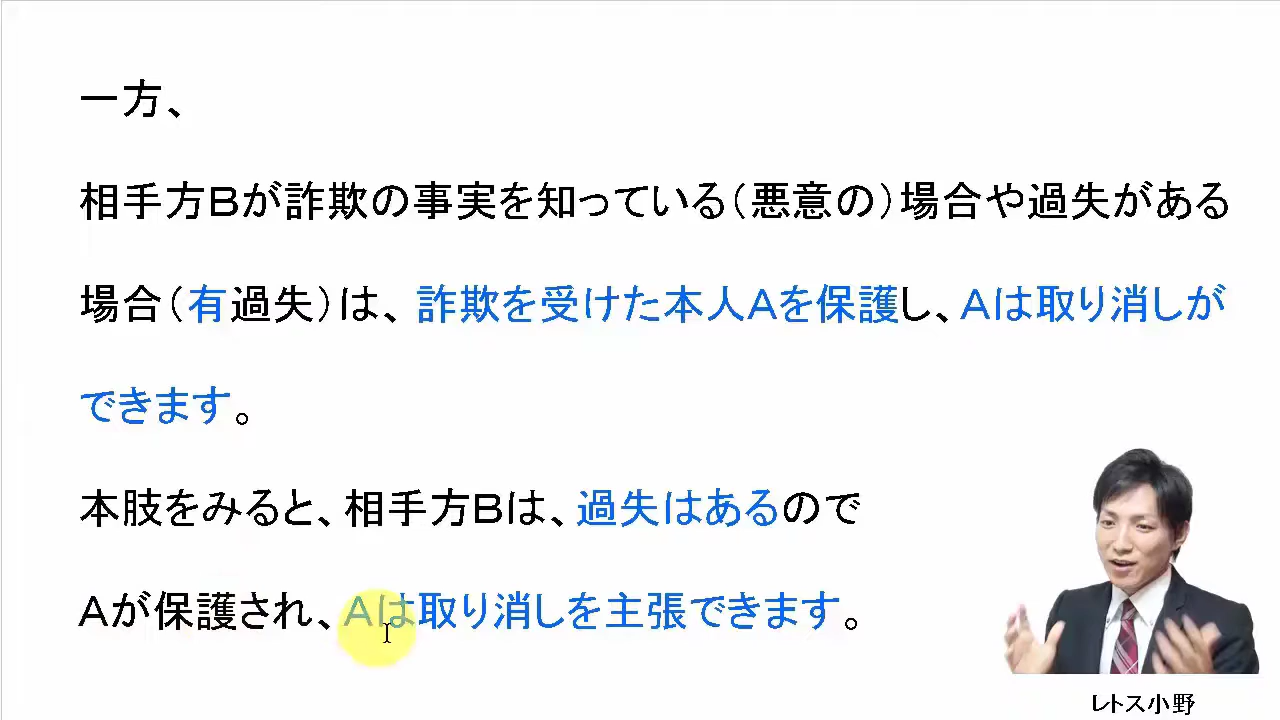 一方、
相手方Ｂが詐欺の事実を知っている（悪意の）場合や過失がある
場合（有過失）は、詐欺を受けた本人Ａを保護し、Ａは取り消しが
できます。
本肢をみると、相手方Ｂは、過失はあるので
Ａが保護され、Ａは取り消しを主張できます。
レトス小野